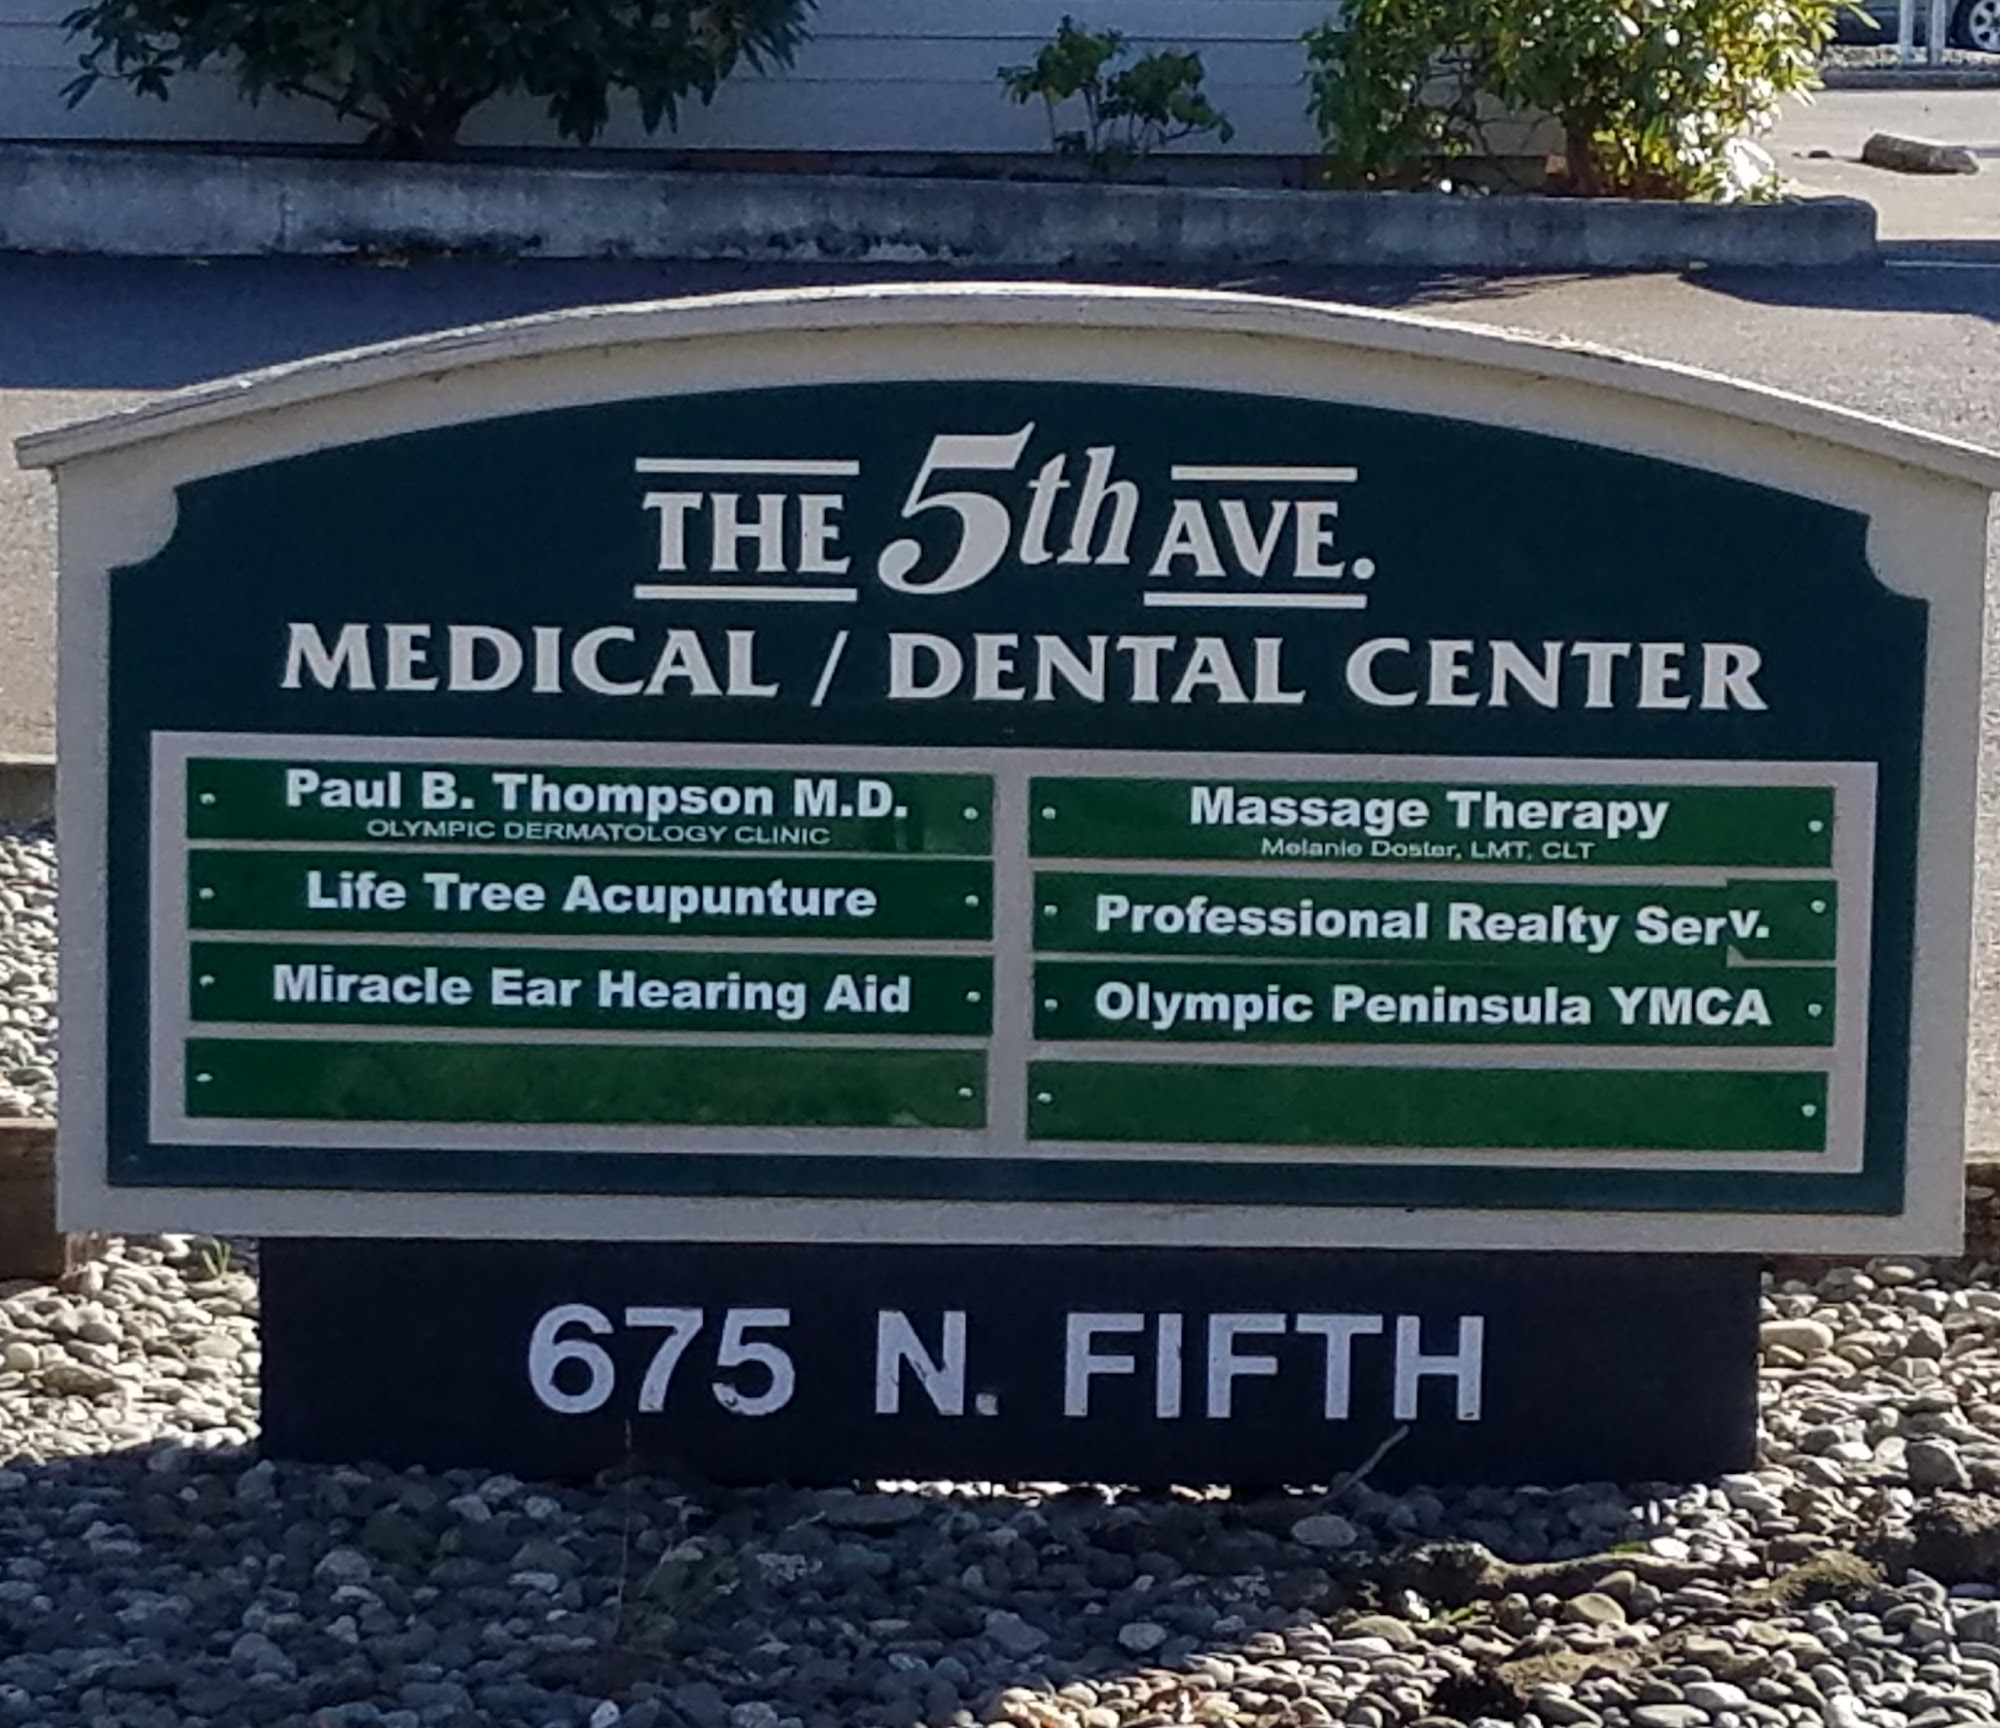 THE 5th AVE.
MEDICAL / DENTAL CENTER
Paul B. Thompson M.D.
OLYMPIC DERMATOLOGY CLINIC
Life Tree Acupunture
Miracle Ear Hearing Aid
Massage Therapy
Melanie Doster, LMT, CLT
Professional Realty Serv.
Olympic Peninsula YMCA
675 N. FIFTH